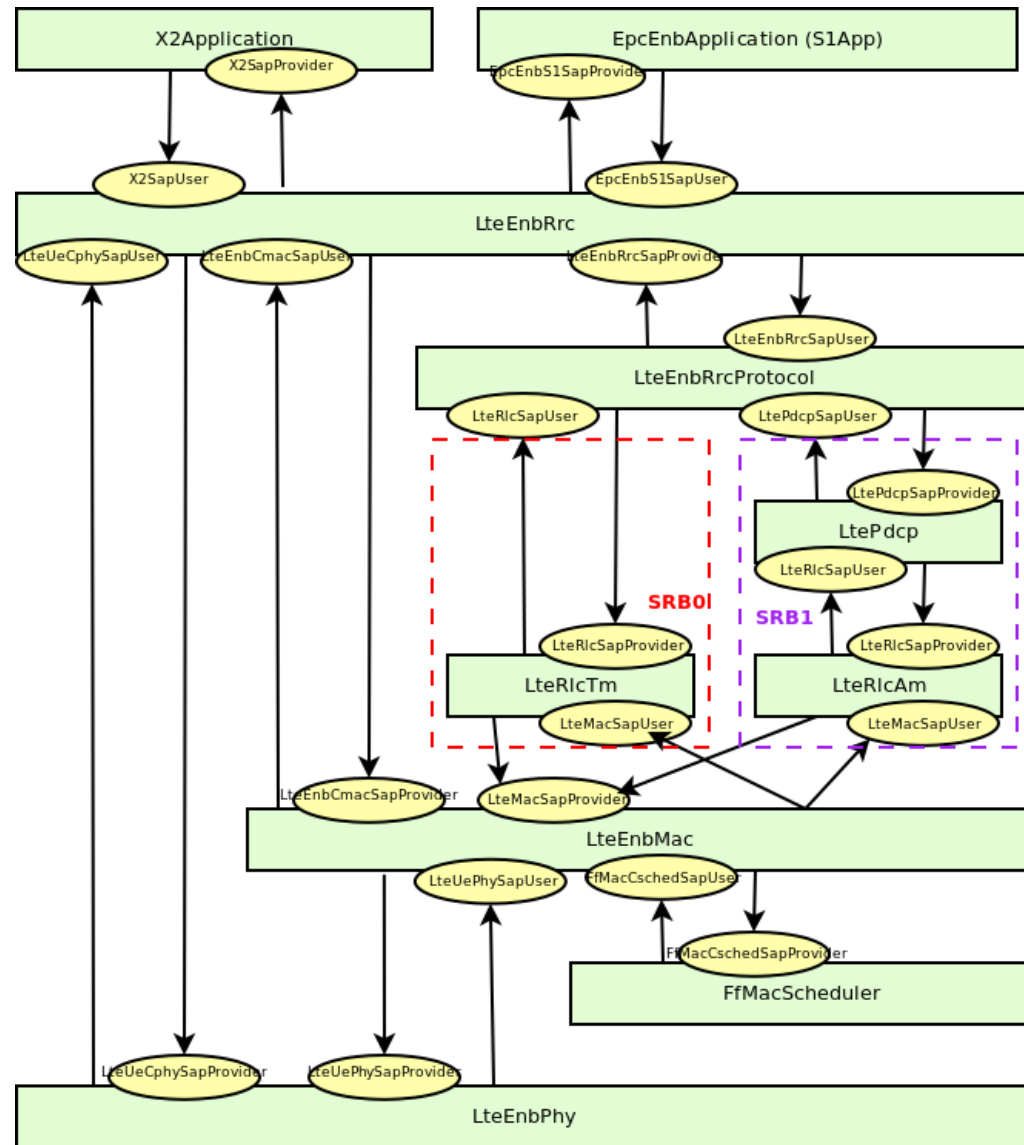 X2Application
EpcEnbApplication (S1App)
X2SapProvider
EpcEnbS1SapProvide
X2SapUser
EpcEnbS1SapUser
LteEnbRrc
LteUeCphySapUser
LteEnbCmacSapUser
LteEnbRrcSapProvide
LteEnbRrcSapUser
LteEnbRrcProtocol
LteRlcSapUser
LtePdcpSapUser
LtePdcpSapProvider
LtePdcp
LteRlcSapUser
SRB0
SRB1
LteRlcSapProvider
LteRlcSapProvider
LteRlcTm
LteRlcAm
LteMacSapUser
LteMacSapUser
LteEnbCmacSapProvider
LteMacSapProvider
LteEnbMac
LteUePhySapUser
FfMacCschedSapUser
FfMacCschedSapProvider
FfMacScheduler
LteUeCphySapProvider
LteUePhySapProvider
LteEnbPhy